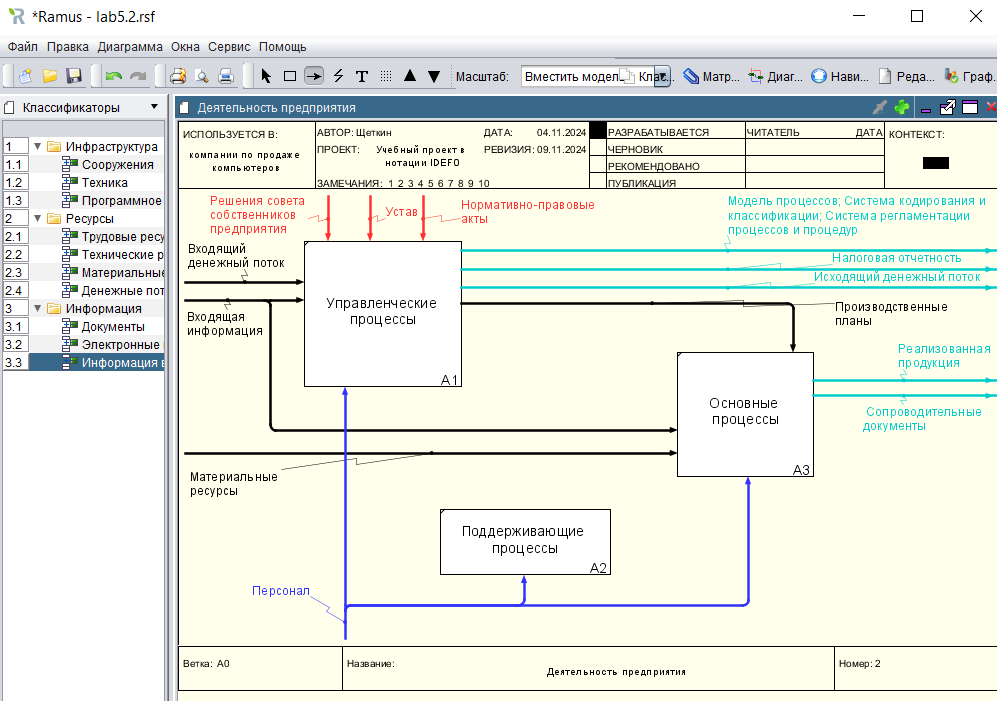 *Ramus - lab5.2.rsf
Файл Правка Диаграмма Окна Сервис Помощь
Масштаб: Вместить модел... Клас... Матр... Диаг... Нави... Реда... Граф.
Классификаторы
1 Инфраструктура
1.1 Сооружения
1.2 Техника
1.3 Программное
2 Ресурсы
2.1 Трудовые ресу
2.2 Технические р
2.3 Материальные
2.4 Денежные пот
3 Информация
3.1 Документы
3.2 Электронные
3.3 Информация в
Деятельность предприятия
ИСПОЛЬЗУЕТСЯ В:
компании по продаже
компьютеров
АВТОР: Щеткин
ДАТА: 04.11.2024
ПРОЕКТ: Учебный проект в
нотации IDEF0
РЕВИЗИЯ: 09.11.2024
ЗАМЕЧАНИЯ: 1 2 3 4 5 6 7 8 9 10
РАЗРАБАТЫВАЕТСЯ
ЧЕРНОВИК
РЕКОМЕНДОВАНО
ПУБЛИКАЦИЯ
ЧИТАТЕЛЬ ДАТА
КОНТЕКСТ:
Решения совета
собственников
предприятия
Устав
Нормативно-правовые
акты
Модель процессов; Система кодирования и
классификации; Система регламентации
процессов и процедур
Входящий
денежный поток
Налоговая отчетность
Исходящий денежный поток
Входящая
информация
Управленческие
процессы
A1
Производственные
планы
Реализованная
продукция
Основные
процессы
A3
Сопроводительные
документы
Материальные
ресурсы
Поддерживающие
процессы
A2
Персонал
Ветка: A0
Название:
Деятельность предприятия
Номер: 2